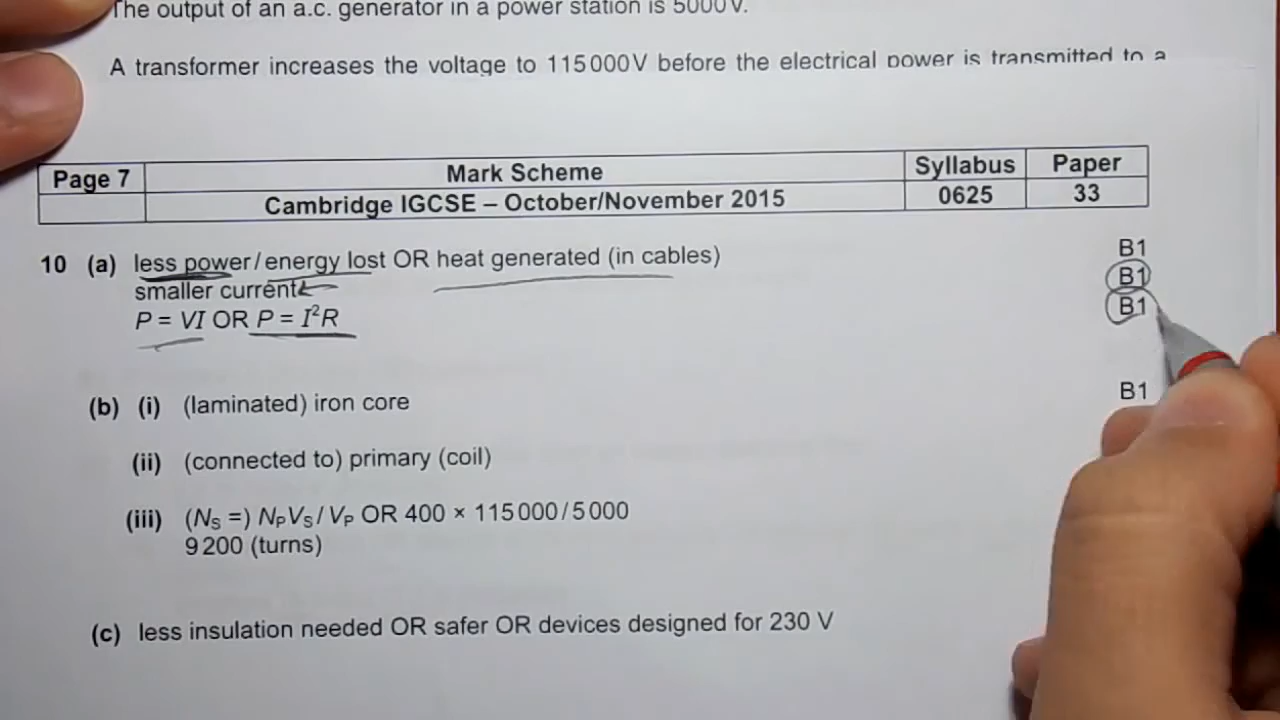 The output of an a.c. generator in a power station is 5000V.
A transformer increases the voltage to 115000V before the electrical power is transmitted to a
Page 7 Mark Scheme Syllabus Paper
Cambridge IGCSE – October/November 2015 0625 33
10 (a) less power/energy lost OR heat generated (in cables) B1
smaller current B1
P = VI OR P = I²R B1
(b) (i) (laminated) iron core B1
(ii) (connected to) primary (coil)
(iii) (Nₛ =) NₚVₛ/Vₚ OR 400 × 115000/5000
9200 (turns)
(c) less insulation needed OR safer OR devices designed for 230 V